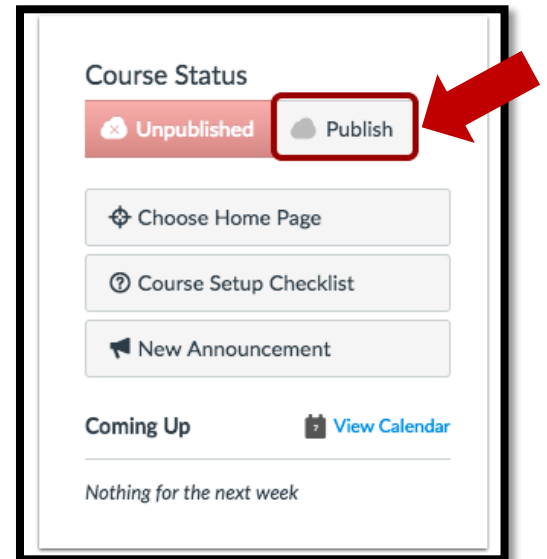 Course Status
Unpublished Publish
Choose Home Page
Course Setup Checklist
New Announcement
Coming Up 7 View Calendar
Nothing for the next week